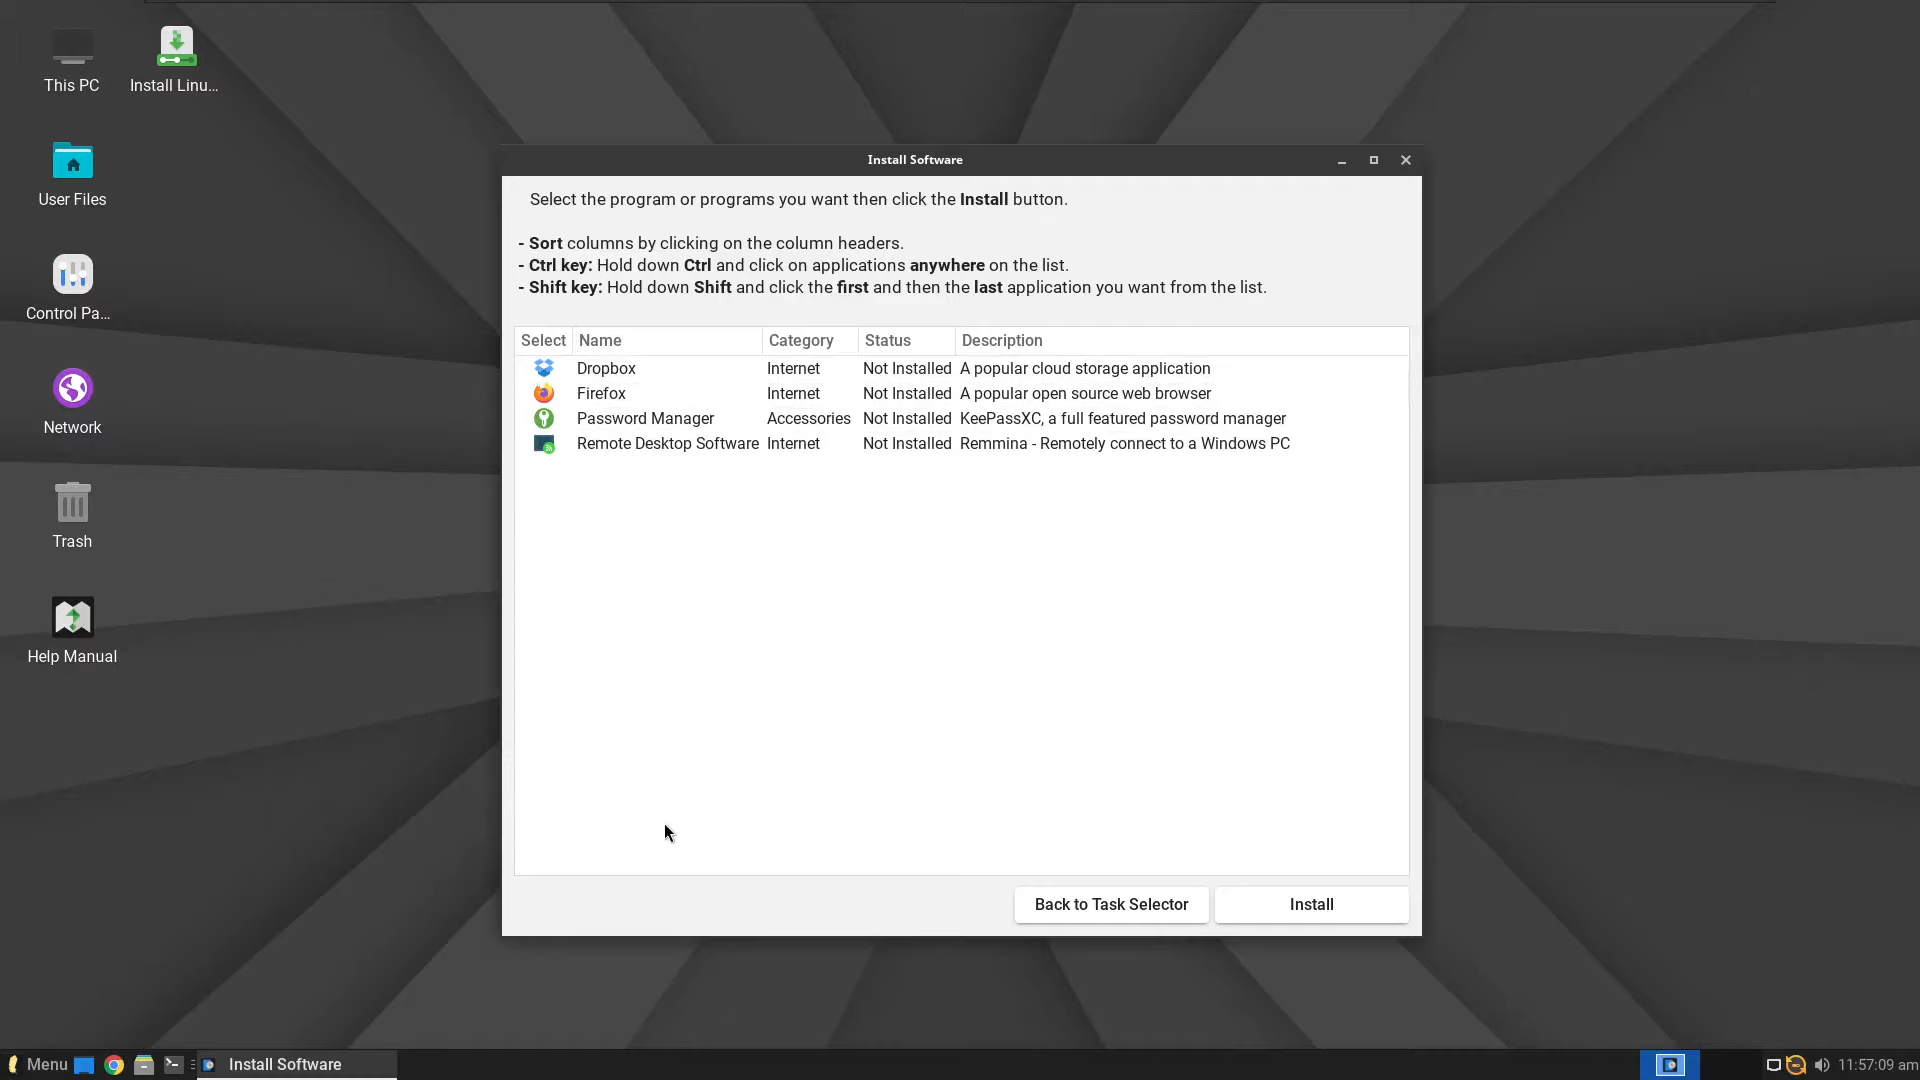 This PC
Install Linu...
User Files
Control Pa...
Network
Trash
Help Manual
Install Software
Select the program or programs you want then click the Install button.
- Sort columns by clicking on the column headers.
- Ctrl key: Hold down Ctrl and click on applications anywhere on the list.
- Shift key: Hold down Shift and click the first and then the last application you want from the list.
Select Name Category Status Description
Dropbox Internet Not Installed A popular cloud storage application
Firefox Internet Not Installed A popular open source web browser
Password Manager Accessories Not Installed KeePassXC, a full featured password manager
Remote Desktop Software Internet Not Installed Remmina - Remotely connect to a Windows PC
Back to Task Selector Install
Menu Install Software 11:57:09 am